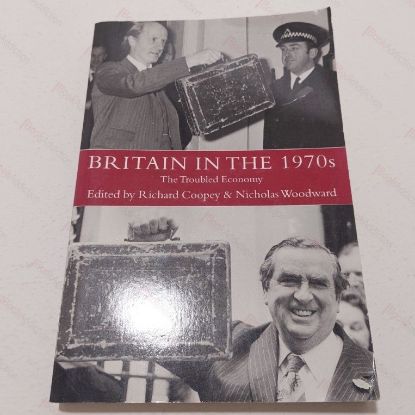 BRITAIN IN THE 1970s
The Troubled Economy
Edited by Richard Coopey & Nicholas Woodward